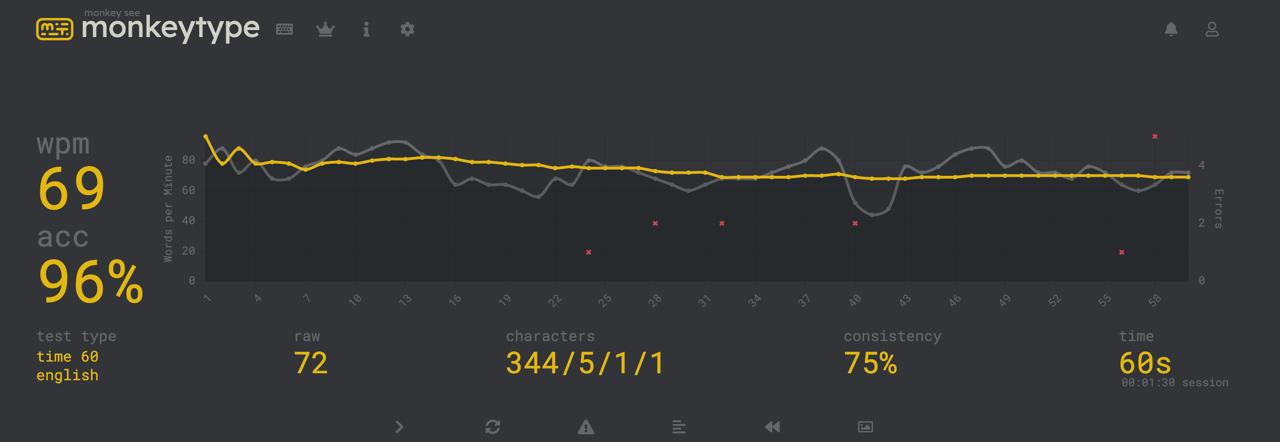 monkey see
monkeytype
wpm
69
acc
96%
Words per Minute
80
60
40
20
0
Errors
4
2
0
1 4 7 10 13 16 19 22 25 28 31 34 37 40 43 46 49 52 55 58
test type
time 60
english
raw
72
characters
344/5/1/1
consistency
75%
time
60s
00:01:30 session